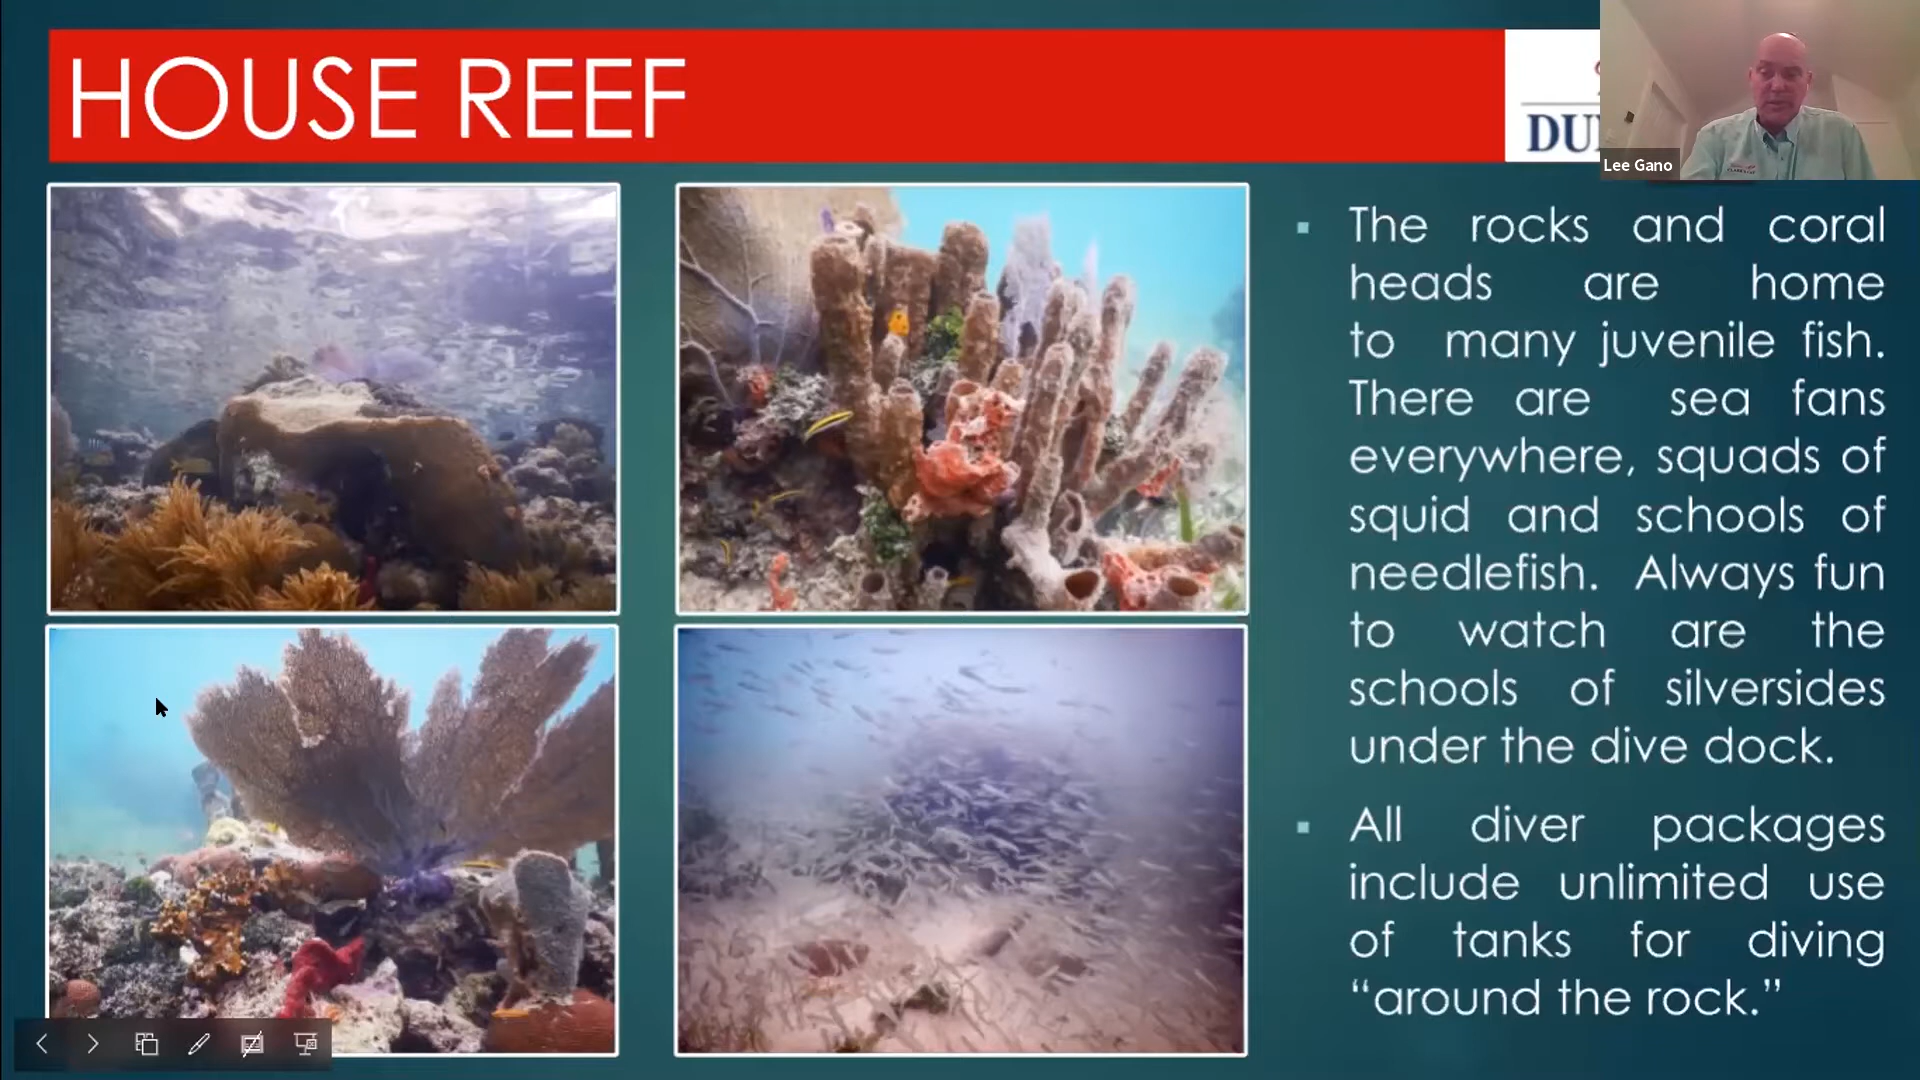 HOUSE REEF
Lee Gano
The rocks and coral
heads are home
to many juvenile fish.
There are sea fans
everywhere, squads of
squid and schools of
needlefish. Always fun
to watch are the
schools of silversides
under the dive dock.
All diver packages
include unlimited use
of tanks for diving
“around the rock.”